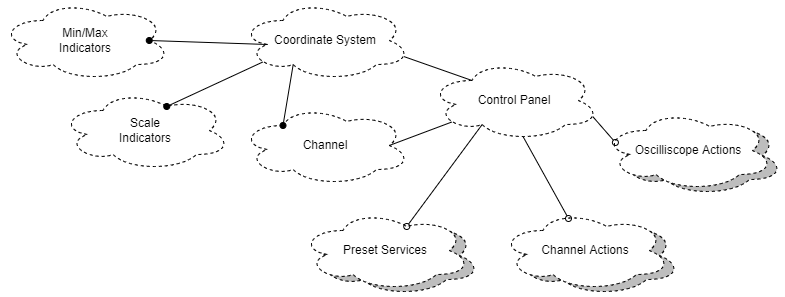 Min/Max
Indicators
Coordinate System
Scale
Indicators
Channel
Control Panel
Oscilliscope Actions
Preset Services
Channel Actions